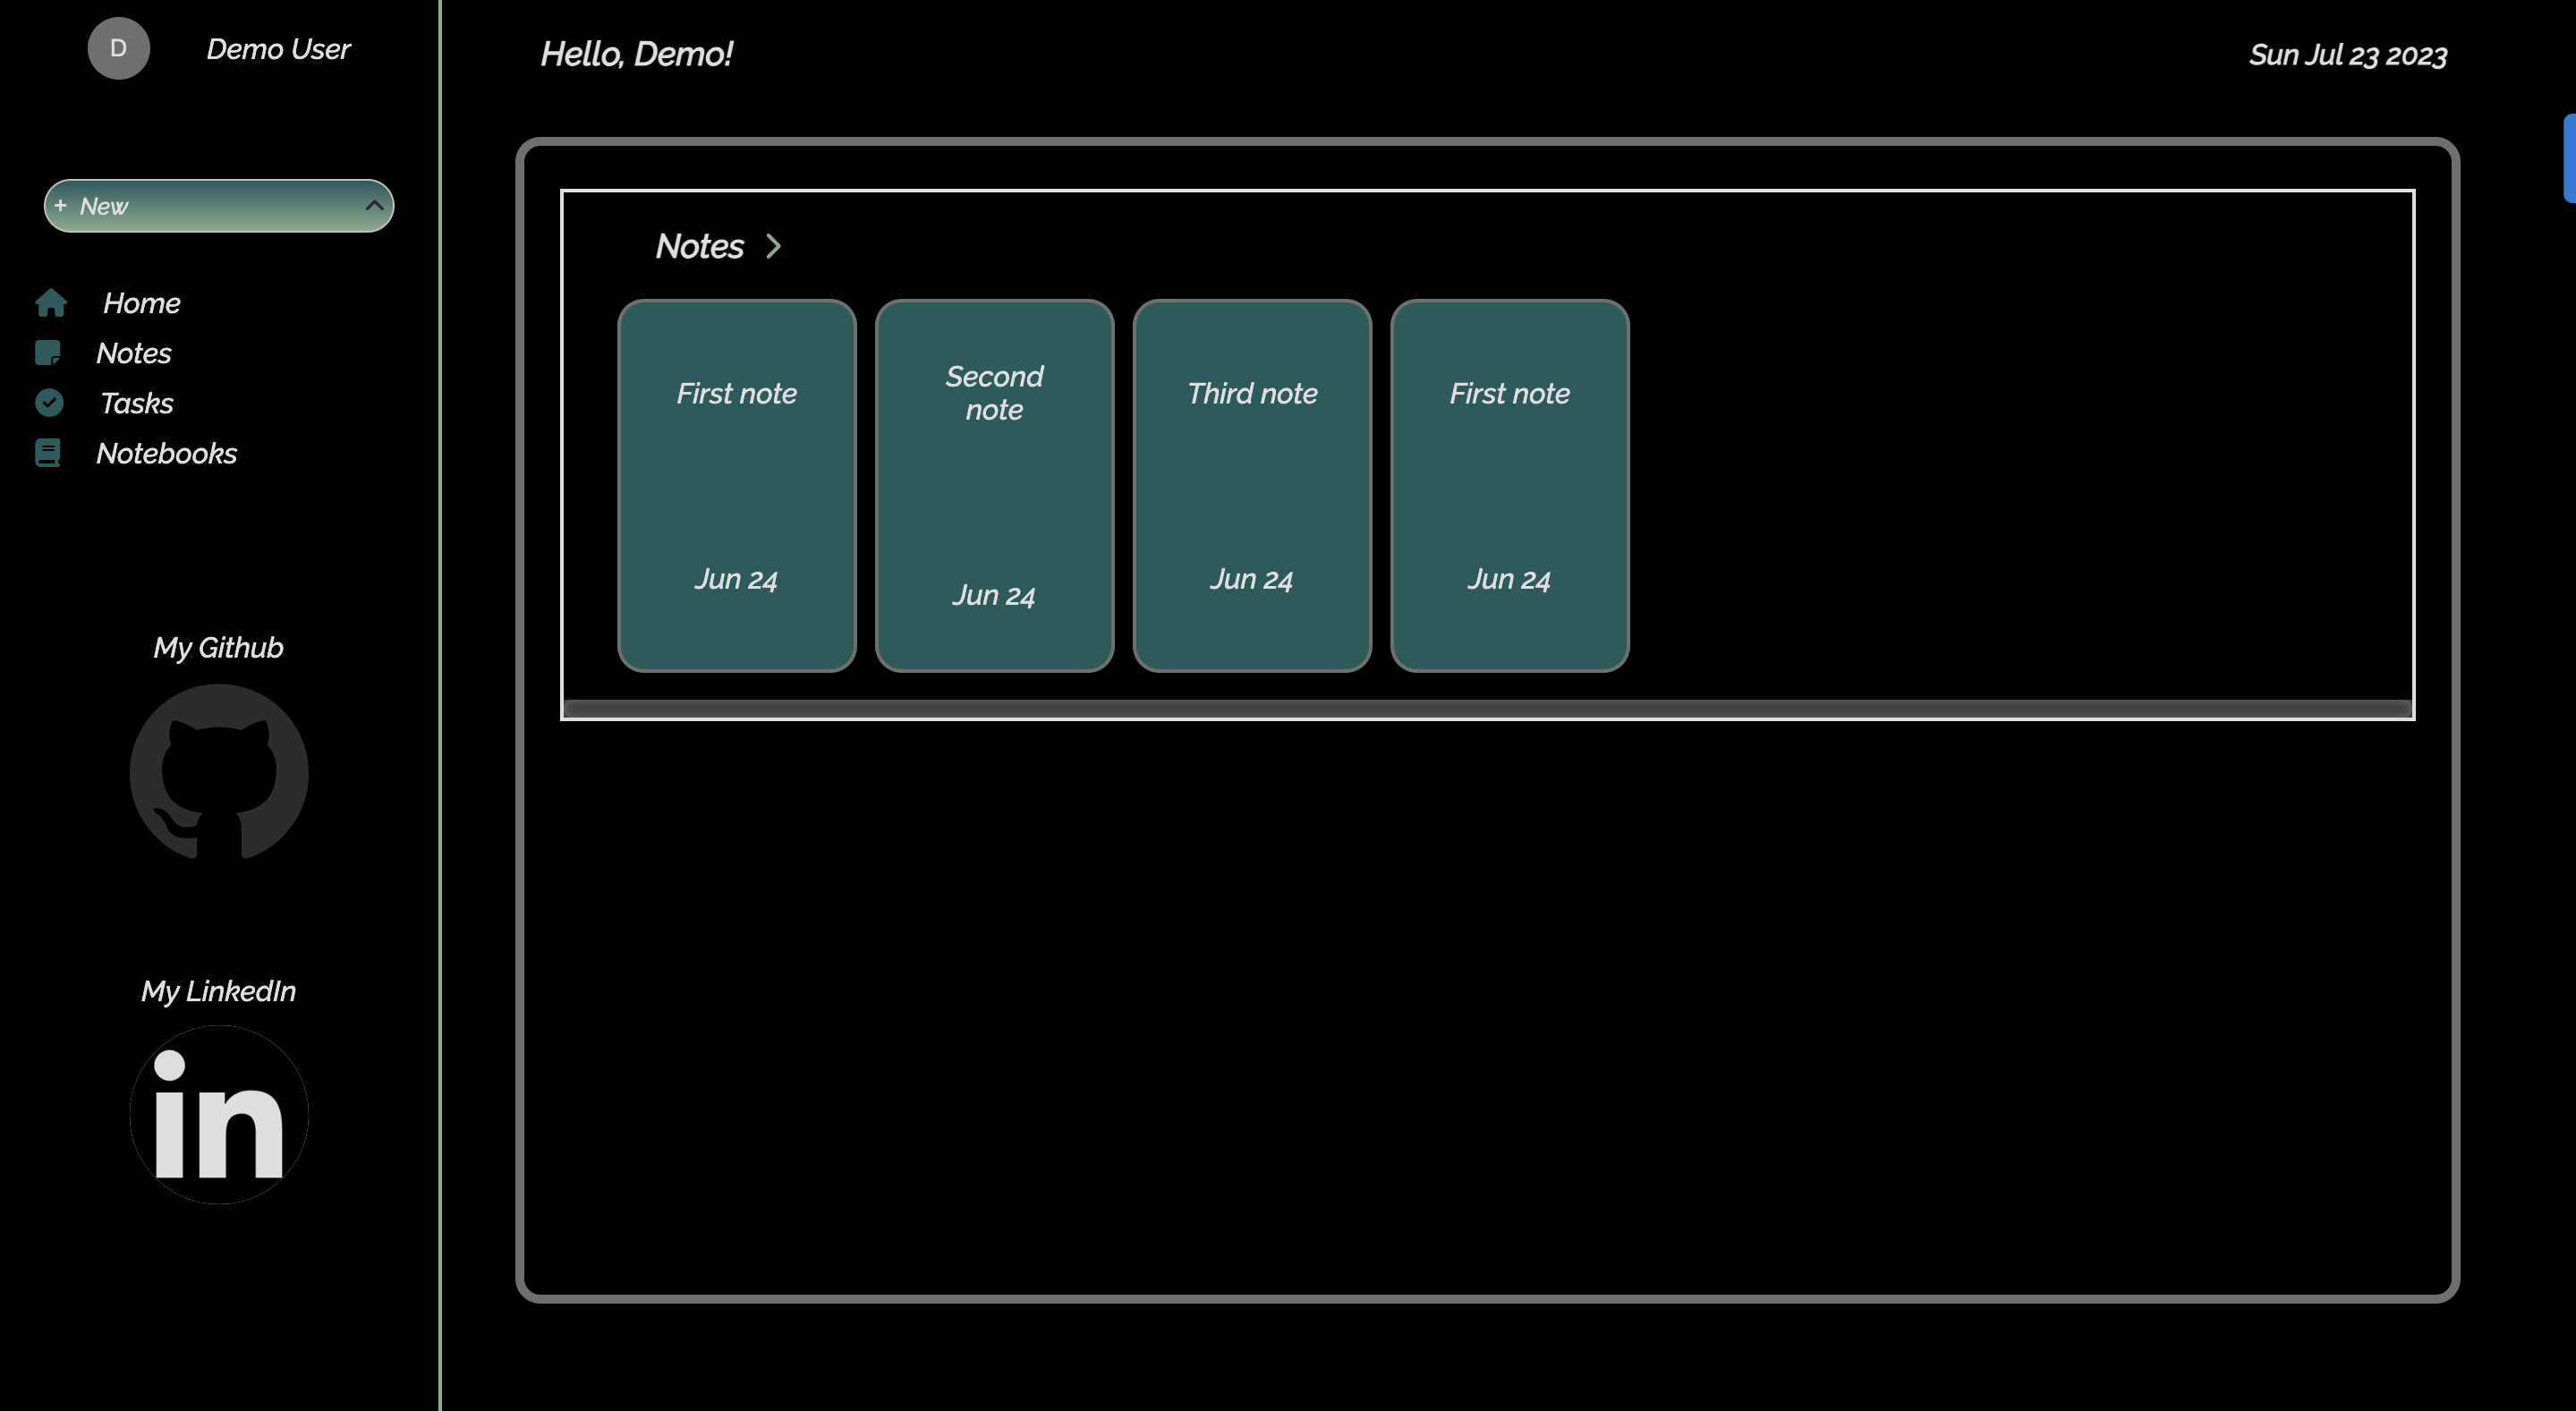 D
Demo User
+ New
Home
Notes
Tasks
Notebooks
My Github
My LinkedIn
in
Hello, Demo!
Sun Jul 23 2023
Notes
First note
Jun 24
Second
note
Jun 24
Third note
Jun 24
First note
Jun 24